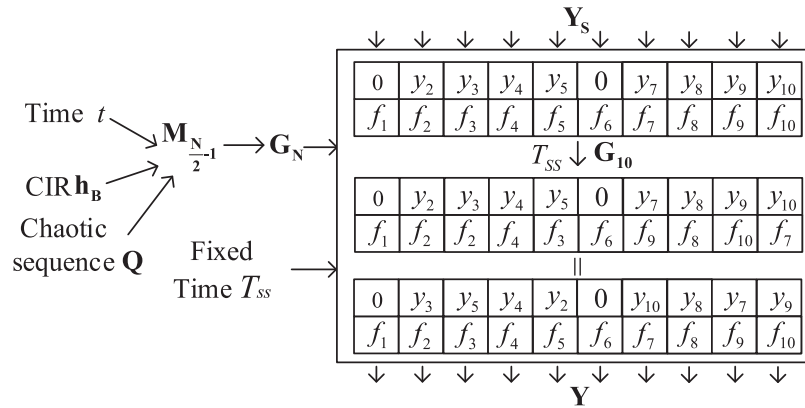 Y_S
0 y_2 y_3 y_4 y_5 0 y_7 y_8 y_9 y_10
f_1 f_2 f_3 f_4 f_5 f_6 f_7 f_8 f_9 f_10
Time t
M_{N/2-1} G_N
T_SS G_10
CIR h_B
0 y_2 y_3 y_4 y_5 0 y_7 y_8 y_9 y_10
f_1 f_2 f_2 f_4 f_3 f_6 f_9 f_8 f_10 f_7
Chaotic
sequence Q
Fixed
Time T_ss
=
0 y_3 y_5 y_4 y_2 0 y_10 y_8 y_7 y_9
f_1 f_2 f_3 f_4 f_5 f_6 f_7 f_8 f_9 f_10
Y